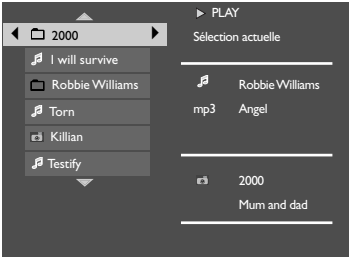 2000
I will survive
Robbie Williams
Torn
Killian
Testify
PLAY
Sélection actuelle
Robbie Williams
mp3 Angel
2000
Mum and dad